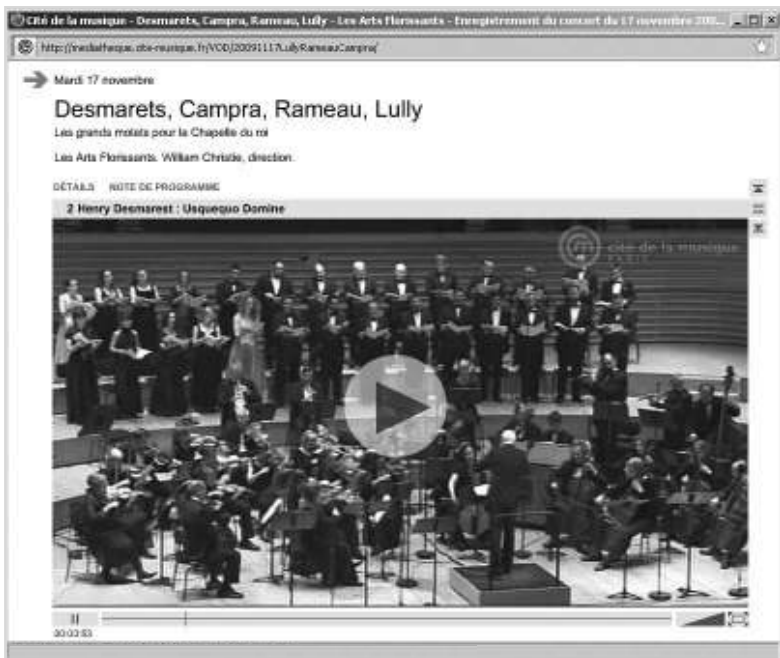 Cité de la musique - Desmarets, Campra, Rameau, Lully - Les Arts Florissants - Enregistrement du concert du 17 novembre 200...
http://mediatheque.cite-musique.fr/VOD/20091117LullyRameauCampra/
Mardi 17 novembre
Desmarets, Campra, Rameau, Lully
Les grands motets pour la Chapelle du roi
Les Arts Florissants. William Christie, direction.
DÉTAILS NOTE DE PROGRAMME
2 Henry Desmarest : Usquequo Domine
cité de la musique
PARIS
00:03:53